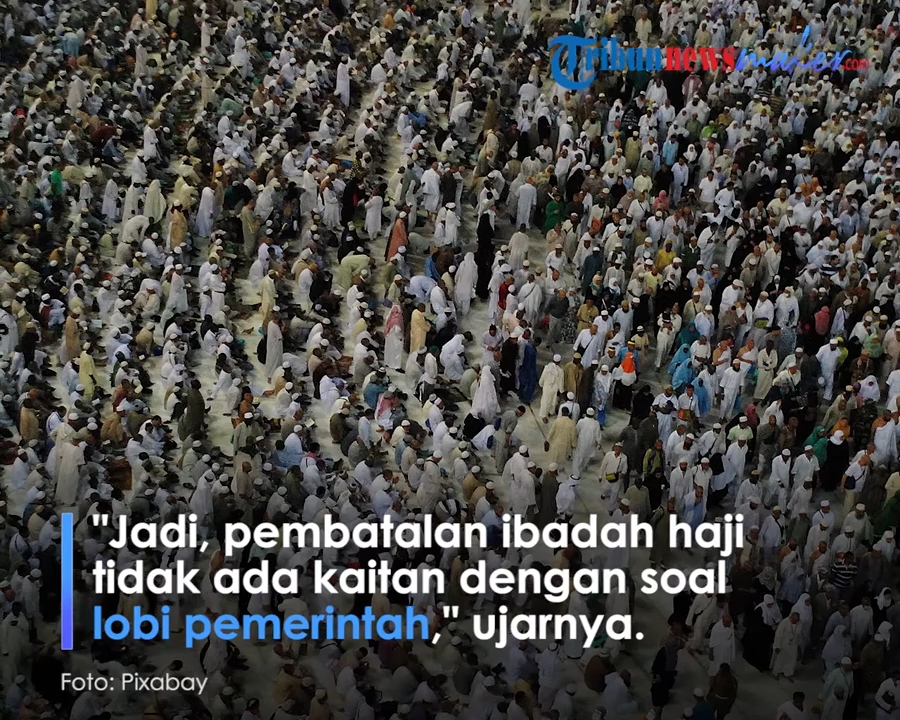 Tribunnewsmaker.com
"Jadi, pembatalan ibadah haji
tidak ada kaitan dengan soal
lobi pemerintah," ujarnya.
Foto: Pixabay